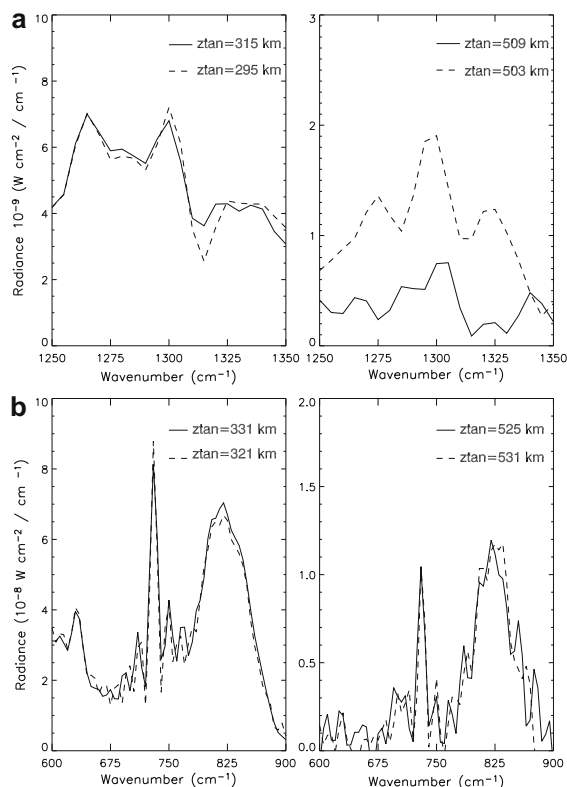 a
10
8
6
4
2
0
Radiance 10⁻⁹ (W cm⁻² / cm⁻¹)
ztan=315 km
ztan=295 km
1250 1275 1300 1325 1350
Wavenumber (cm⁻¹)
3
2
1
0
ztan=509 km
ztan=503 km
1250 1275 1300 1325 1350
Wavenumber (cm⁻¹)
b
10
8
6
4
2
0
Radiance (10⁻⁸ W cm⁻² / cm⁻¹)
ztan=331 km
ztan=321 km
600 675 750 825 900
Wavenumber (cm⁻¹)
2.0
1.5
1.0
0.5
0.0
ztan=525 km
ztan=531 km
600 675 750 825 900
Wavenumber (cm⁻¹)